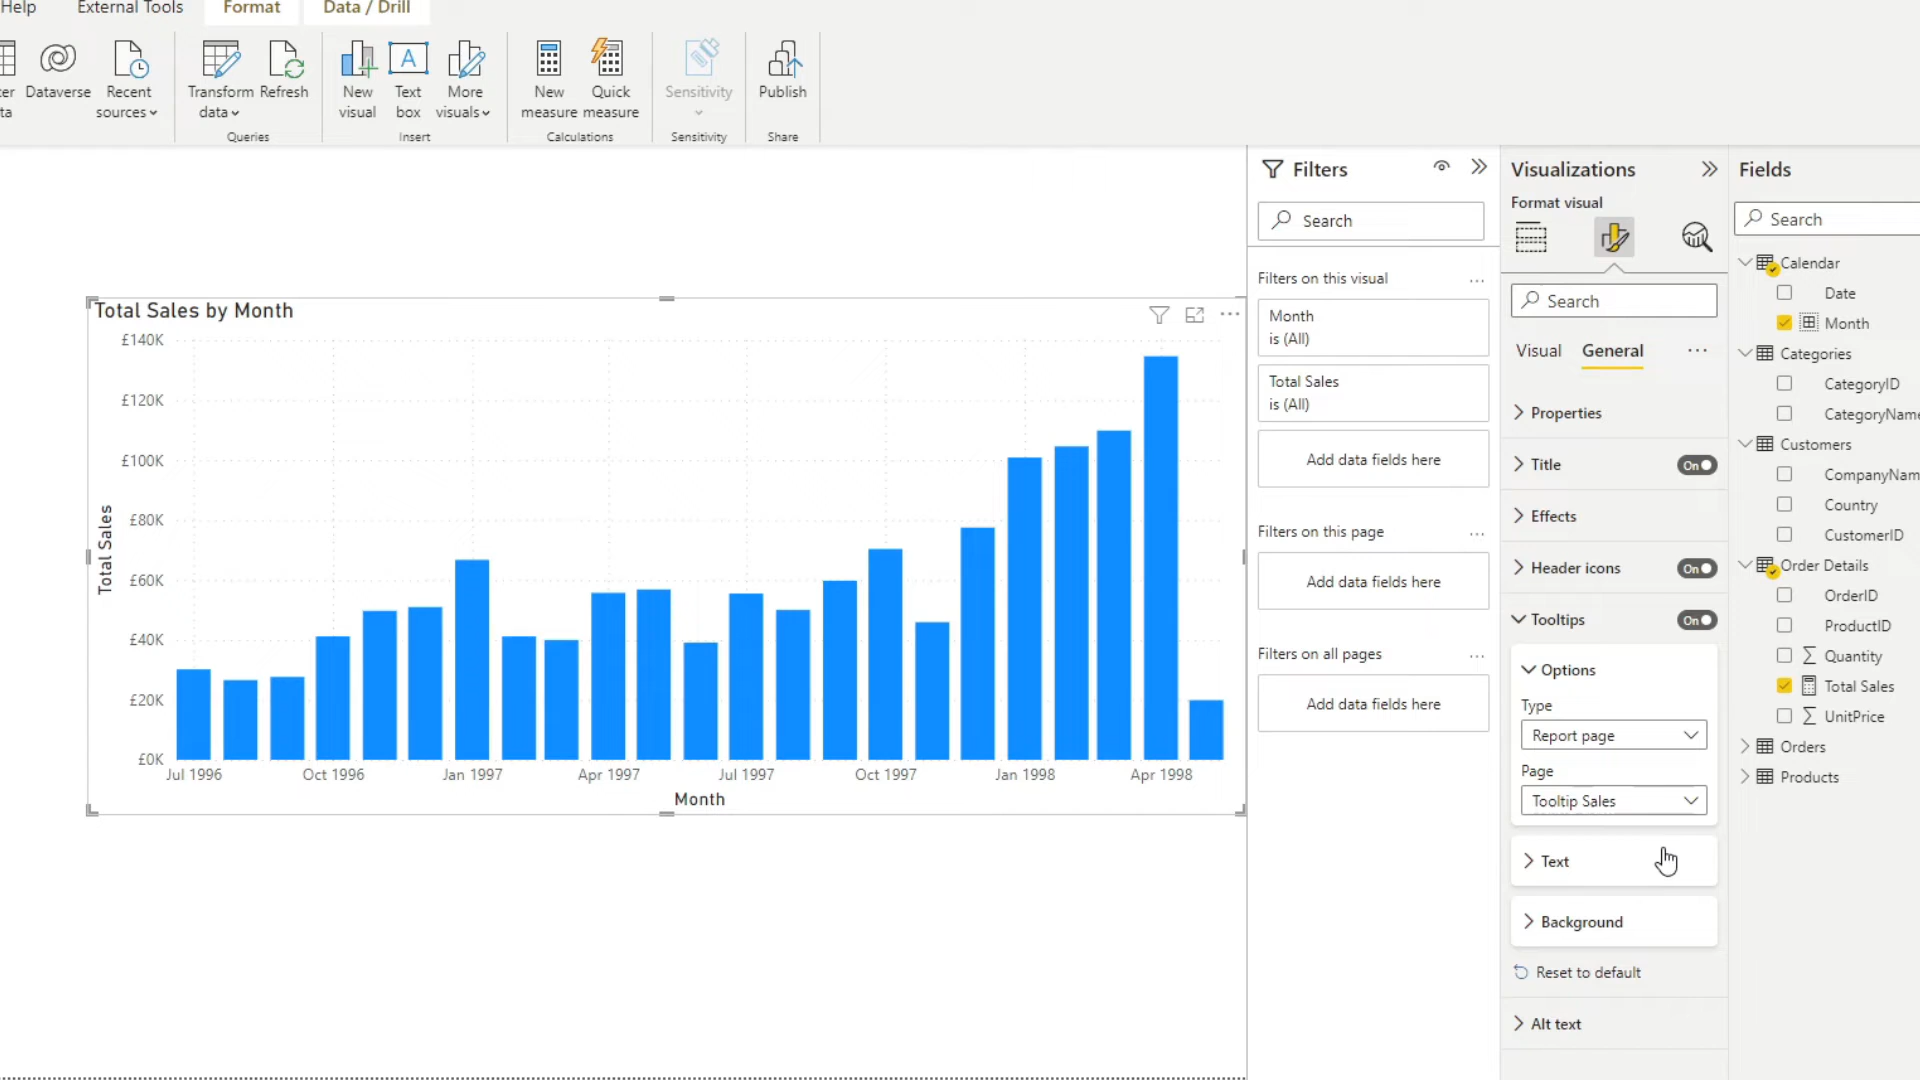 Help External Tools Format Data / Drill
Dataverse
Recent
sources
Transform
data
Refresh
Queries
New
visual
Text
box
More
visuals
Insert
New
measure
Quick
measure
Calculations
Sensitivity
Sensitivity
Publish
Share
Total Sales by Month
£140K
£120K
£100K
£80K
£60K
£40K
£20K
£0K
Total Sales
Jul 1996 Oct 1996 Jan 1997 Apr 1997 Jul 1997 Oct 1997 Jan 1998 Apr 1998
Month
Filters
Search
Filters on this visual ...
Month
is (All)
Total Sales
is (All)
Add data fields here
Filters on this page ...
Add data fields here
Filters on all pages ...
Add data fields here
Visualizations
Format visual
Search
Visual General ...
Properties
Title On
Effects
Header icons On
Tooltips On
Options
Type
Report page
Page
Tooltip Sales
Text
Background
Reset to default
Alt text
Fields
Search
Calendar
Date
Month
Categories
CategoryID
CategoryName
Customers
CompanyNam
Country
CustomerID
Order Details
OrderID
ProductID
Quantity
Total Sales
UnitPrice
Orders
Products